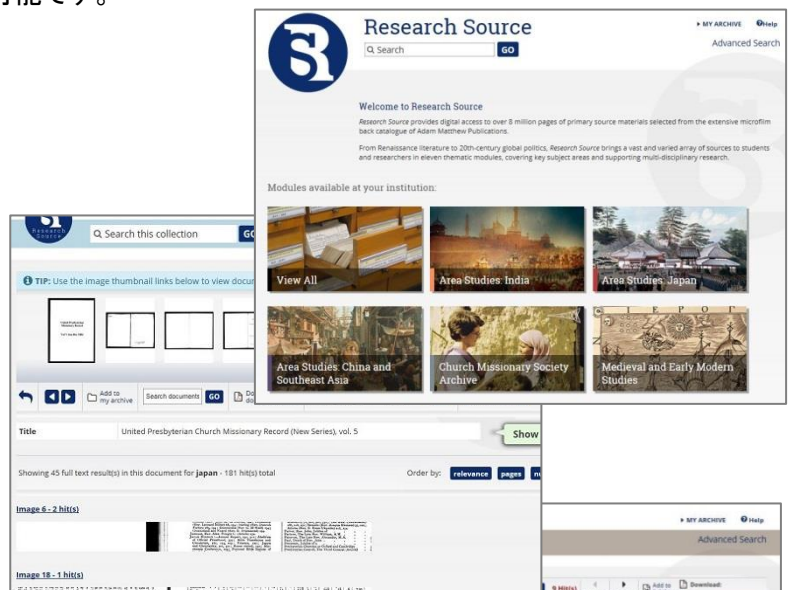 可能です。
Research Source
Search
GO
MY ARCHIVE
Help
Advanced Search
Welcome to Research Source
Research Source provides digital access to over 8 million pages of primary source materials selected from the extensive microfilm
back catalogue of Adam Matthew Publications.
From Renaissance literature to 20th-century global politics, Research Source brings a vast and varied array of sources to students
and researchers in eleven thematic modules, covering key subject areas and supporting multi-disciplinary research.
Modules available at your institution:
View All
Area Studies: India
Area Studies: Japan
Area Studies: China and
Southeast Asia
Church Missionary Society
Archive
Medieval and Early Modern
Studies
Research
Source
Search this collection
TIP: Use the image thumbnail links below to view
Add to
my archive
Search documents
GO
Title
United Presbyterian Church Missionary Record (New Series), vol. 5
Show
Showing 45 full text result(s) in this document for japan - 181 hit(s) total
Order by:
relevance
pages
Image 6 - 2 hit(s)
Image 18 - 1 hit(s)
MY ARCHIVE
Help
Advanced Search
9 Hit(s)
Add to
Download: